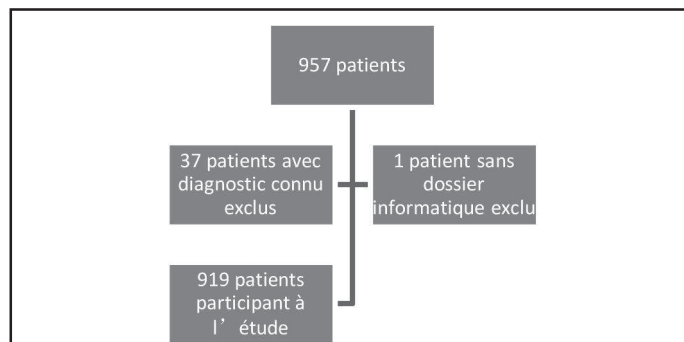 957 patients
37 patients avec
diagnostic connu
exclus
1 patient sans
dossier
informatique exclu
919 patients
participant à
l’ étude